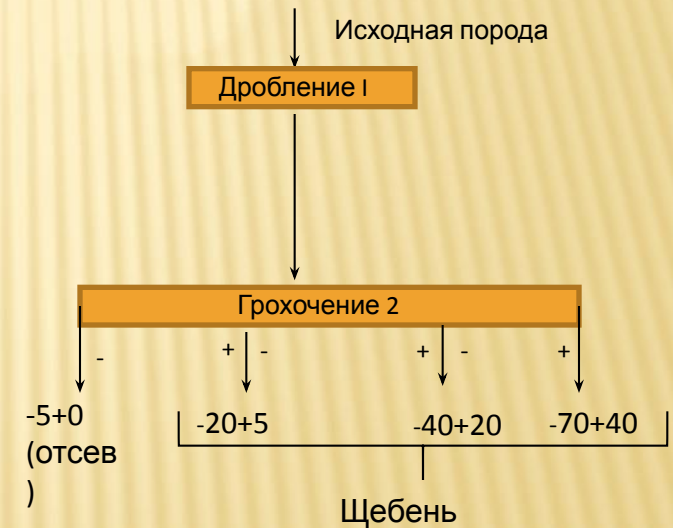 Исходная порода
Дробление I
Грохочение 2
- + - + - +
-5+0 -20+5 -40+20 -70+40
(отсев
)
Щебень